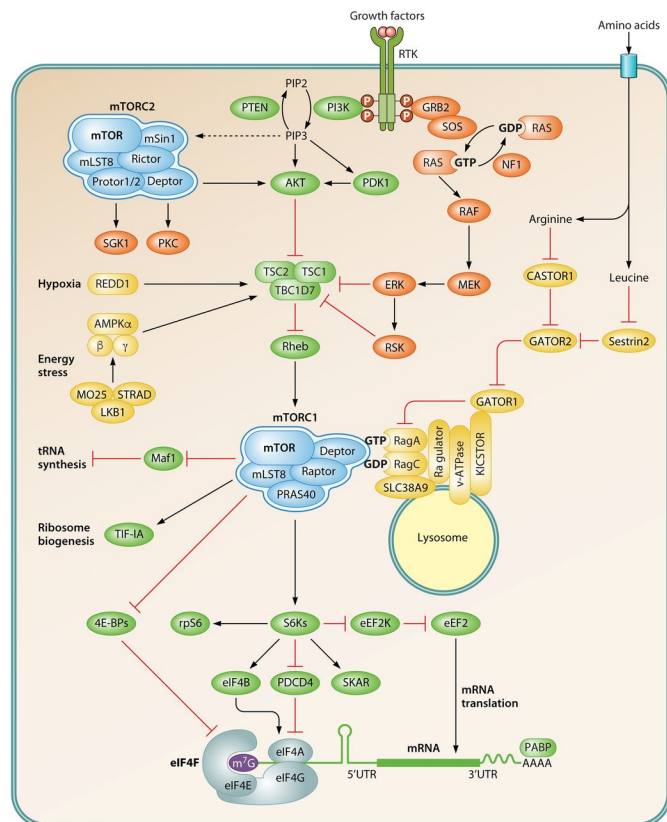 Growth factors
Amino acids
RTK
PIP2
PTEN
PI3K
P
P
P
P
GRB2
SOS
GDP
RAS
mTORC2
mTOR
mSin1
mLST8
Rictor
Protor1/2
Deptor
PIP3
RAS
GTP
NF1
AKT
PDK1
RAF
SGK1
PKC
Arginine
TSC2
TSC1
TBC1D7
ERK
MEK
CASTOR1
Leucine
Hypoxia
REDD1
AMPKα
β
γ
Rheb
RSK
GATOR2
Sestrin2
Energy
stress
MO25
STRAD
LKB1
GATOR1
mTORC1
mTOR
Deptor
mLST8
Raptor
PRAS40
GTP
RagA
GDP
RagC
SLC38A9
Ra gulator
v-ATPase
KICSTOR
tRNA
synthesis
Maf1
Ribosome
biogenesis
TIF-IA
Lysosome
4E-BPs
rpS6
S6Ks
eEF2K
eEF2
eIF4B
PDCD4
SKAR
mRNA
translation
eIF4F
m7G
eIF4A
eIF4E
eIF4G
5'UTR
mRNA
3'UTR
PABP
AAAA